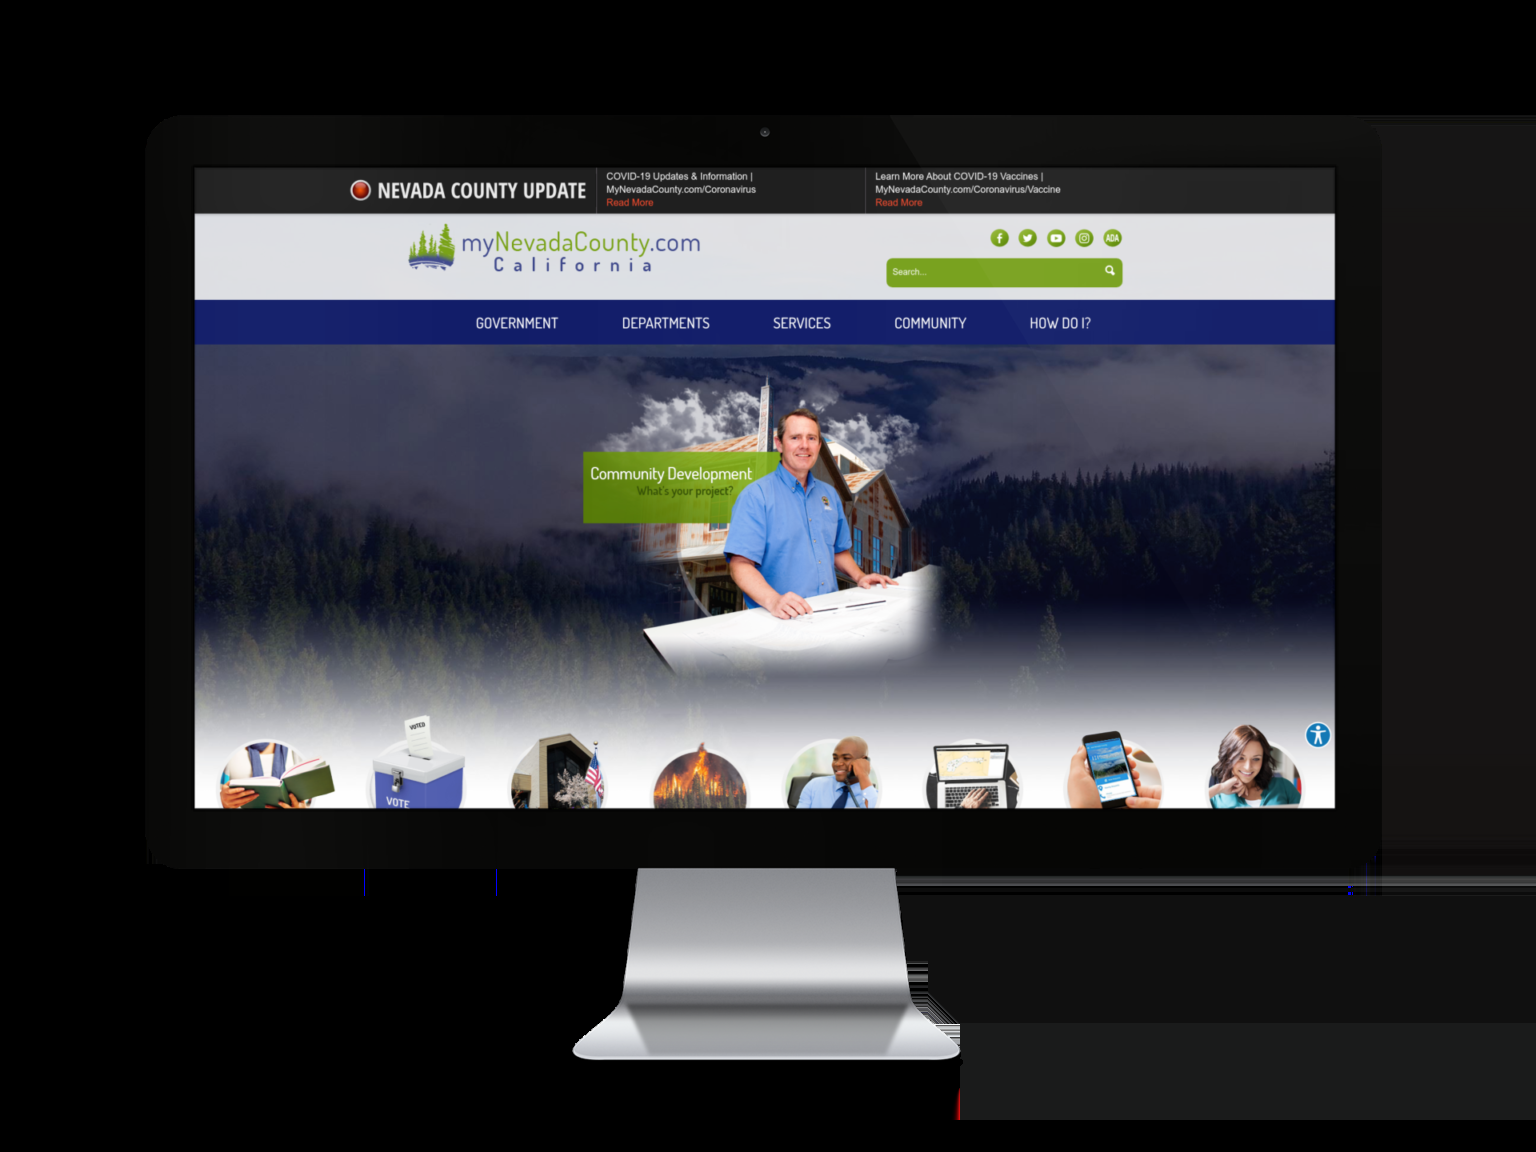 NEVADA COUNTY UPDATE
COVID-19 Updates & Information |
MyNevadaCounty.com/Coronavirus
Read More
Learn More About COVID-19 Vaccines |
MyNevadaCounty.com/Coronavirus/Vaccine
Read More
myNevadaCounty.com
California
ADA
Search...
GOVERNMENT
DEPARTMENTS
SERVICES
COMMUNITY
HOW DO I?
Community Development
What's your project?
VOTED
VOTE